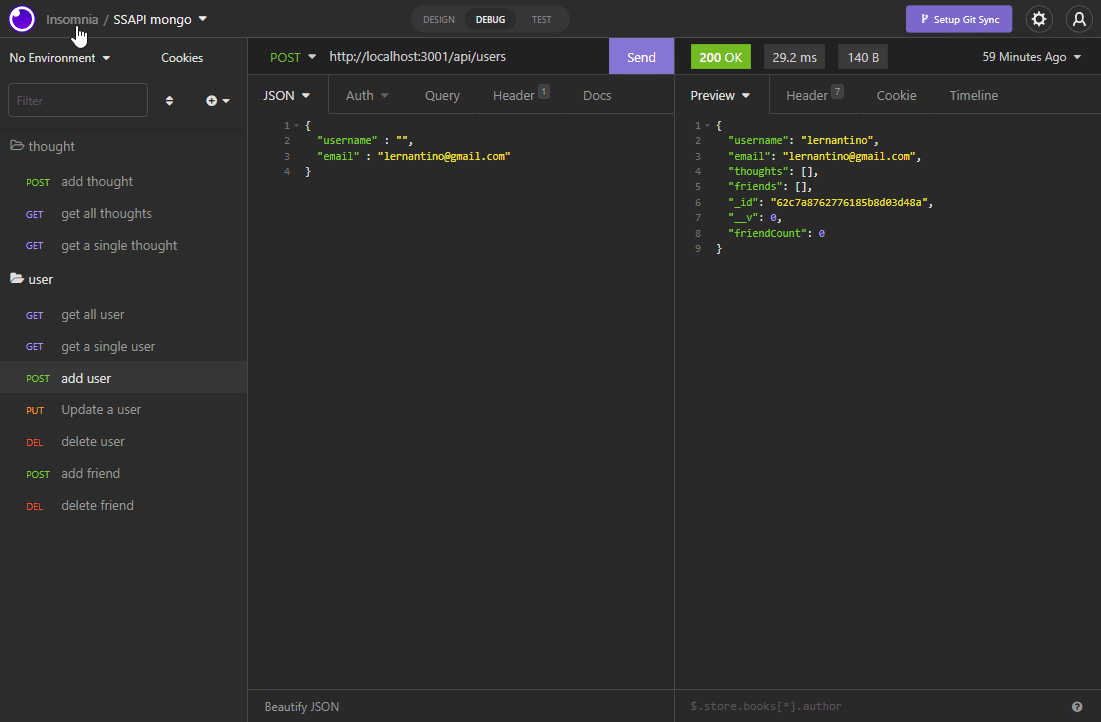 Insomnia / SSAPI mongo
DESIGN DEBUG TEST
Setup Git Sync
No Environment Cookies
POST http://localhost:3001/api/users Send
200 OK 29.2 ms 140 B 59 Minutes Ago
Filter
JSON Auth Query Header 1 Docs
Preview Header 7 Cookie Timeline
thought
POST add thought
GET get all thoughts
GET get a single thought
user
GET get all user
GET get a single user
POST add user
PUT Update a user
DEL delete user
POST add friend
DEL delete friend
1 {
2 "username" : "",
3 "email" : "lernantino@gmail.com"
4 }
1 {
2 "username": "lernantino",
3 "email": "lernantino@gmail.com",
4 "thoughts": [],
5 "friends": [],
6 "_id": "62c7a8762776185b8d03d48a",
7 "__v": 0,
8 "friendCount": 0
9 }
Beautify JSON
$.store.books[*].author
?